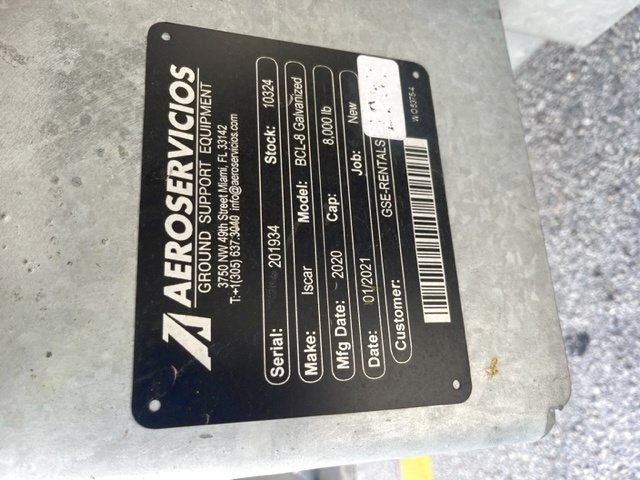 AEROSERVICIOS
GROUND SUPPORT EQUIPMENT
3750 NW 49th Street Miami, FL 33142
T:+1(305) 637:3040 info@aeroservicios.com
Serial: 201934 Stock: 10324
Make: Iscar Model: BCL-8 Galvanized
Mfg Date: 2020 Cap: 8,000 lb
Date: 01/2021 Job: New
Customer: GSE-RENTALS